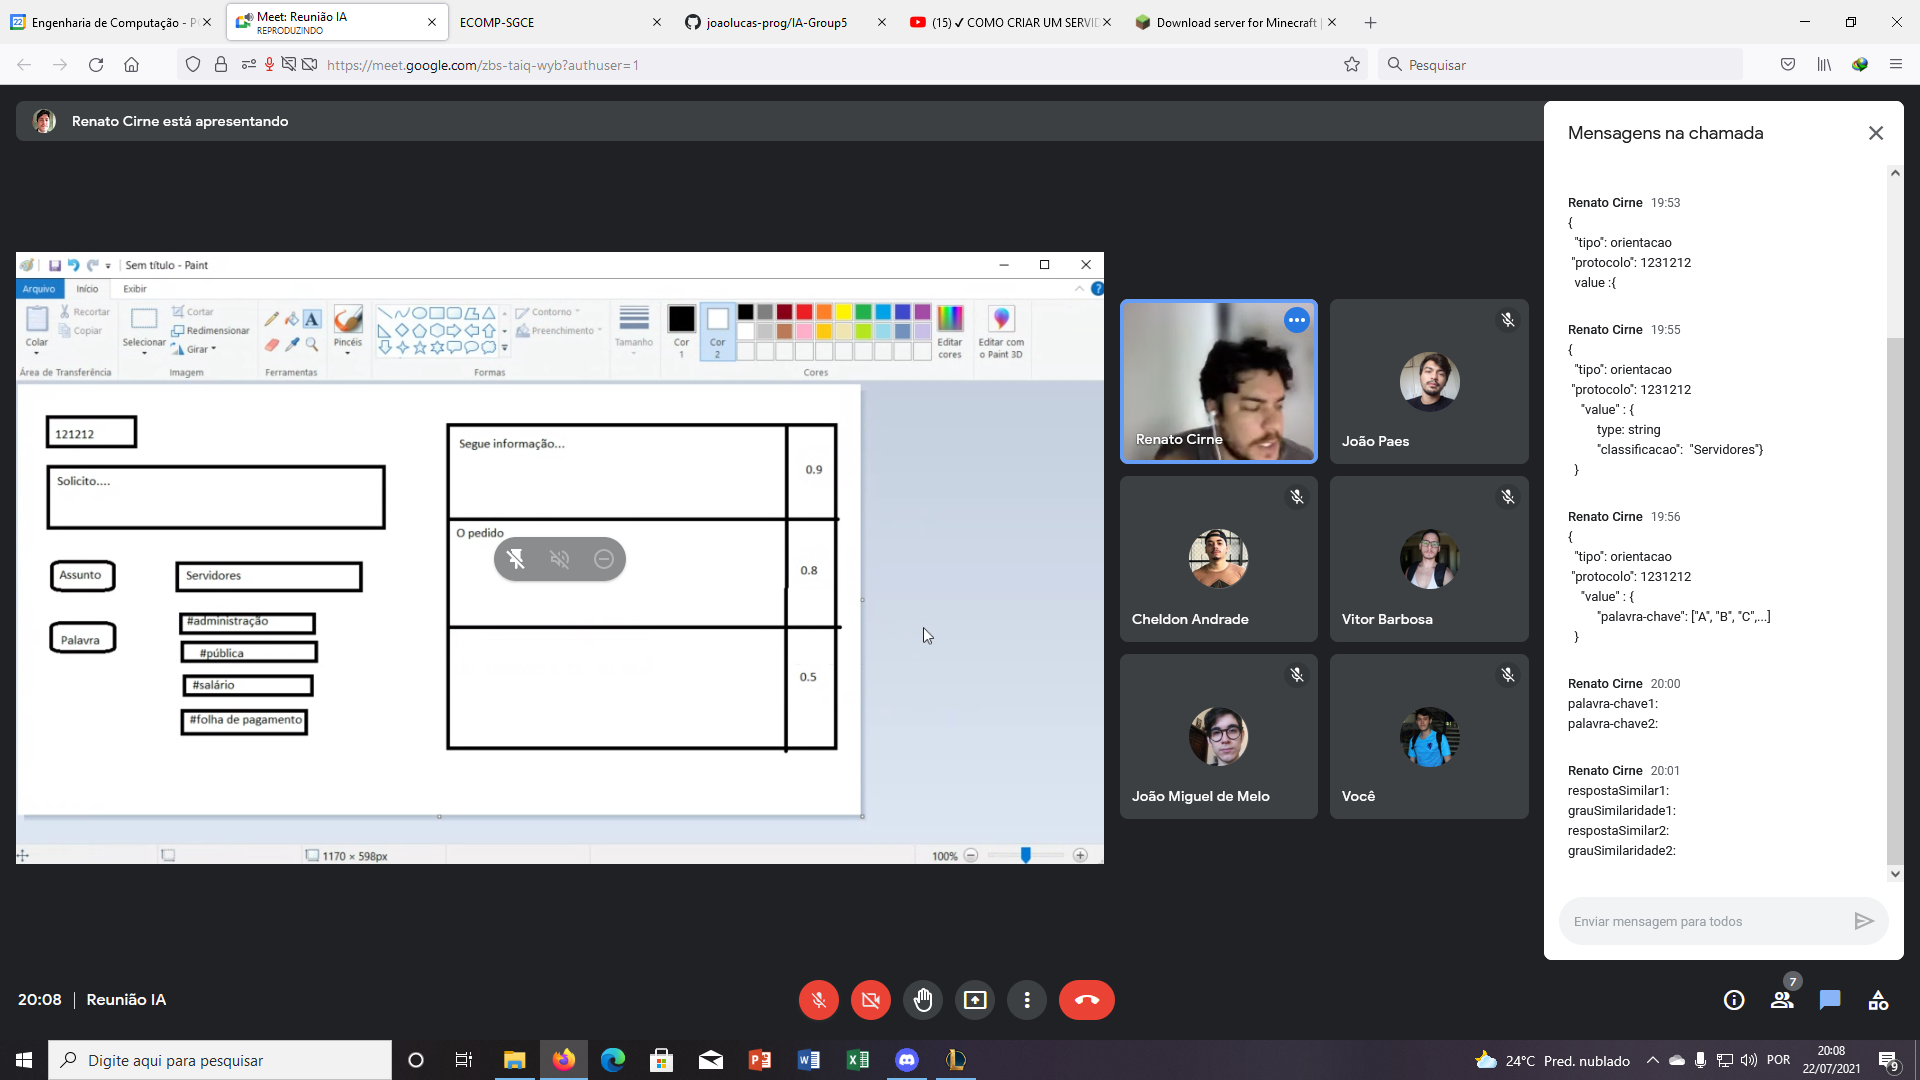 Engenharia de Computação - P
Meet: Reunião IA
REPRODUZINDO
ECOMP-SGCE
joaolucas-prog/IA-Group5
(15) ✔ COMO CRIAR UM SERVID
Download server for Minecraft |
https://meet.google.com/zbs-taiq-wyb?authuser=1
Pesquisar
Renato Cirne está apresentando
Sem título - Paint
Arquivo
Início
Exibir
Colar
Recortar
Copiar
Área de Transferência
Selecionar
Cortar
Redimensionar
Girar
Imagem
Ferramentas
Pincéis
Contorno
Preenchimento
Formas
Tamanho
Cor 1
Cor 2
Editar cores
Editar com o Paint 3D
Cores
121212
Solicito....
Assunto
Servidores
Palavra
#administração
#pública
#salário
#folha de pagamento
Segue informação...
0.9
O pedido
0.8
0.5
1170 × 598px
100%
Renato Cirne
João Paes
Cheldon Andrade
Vitor Barbosa
João Miguel de Melo
Você
Mensagens na chamada
Renato Cirne 19:53
{
"tipo": orientacao
"protocolo": 1231212
value :{
Renato Cirne 19:55
{
"tipo": orientacao
"protocolo": 1231212
"value" : {
type: string
"classificacao": "Servidores"}
}
Renato Cirne 19:56
{
"tipo": orientacao
"protocolo": 1231212
"value" : {
"palavra-chave": ["A", "B", "C",...]
}
Renato Cirne 20:00
palavra-chave1:
palavra-chave2:
Renato Cirne 20:01
respostaSimilar1:
grauSimilaridade1:
respostaSimilar2:
grauSimilaridade2:
Enviar mensagem para todos
20:08 | Reunião IA
7
Digite aqui para pesquisar
24°C Pred. nublado
POR
20:08
22/07/2021
9